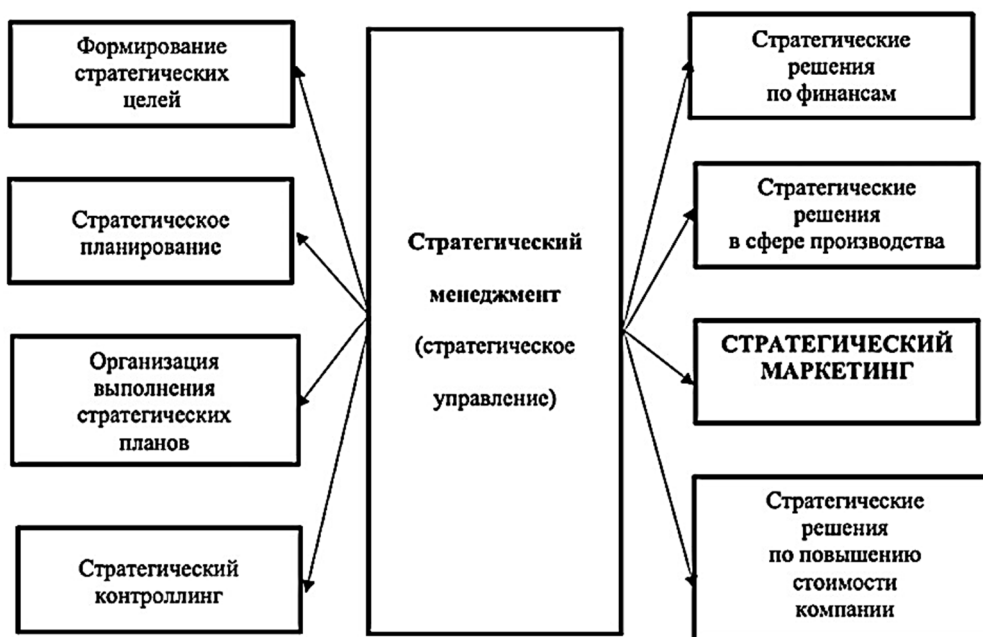 Формирование
стратегических
целей
Стратегическое
планирование
Организация
выполнения
стратегических
планов
Стратегический
контроллинг
Стратегический
менеджмент
(стратегическое
управление)
Стратегические
решения
по финансам
Стратегические
решения
в сфере производства
СТРАТЕГИЧЕСКИЙ
МАРКЕТИНГ
Стратегические
решения
по повышению
стоимости
компании